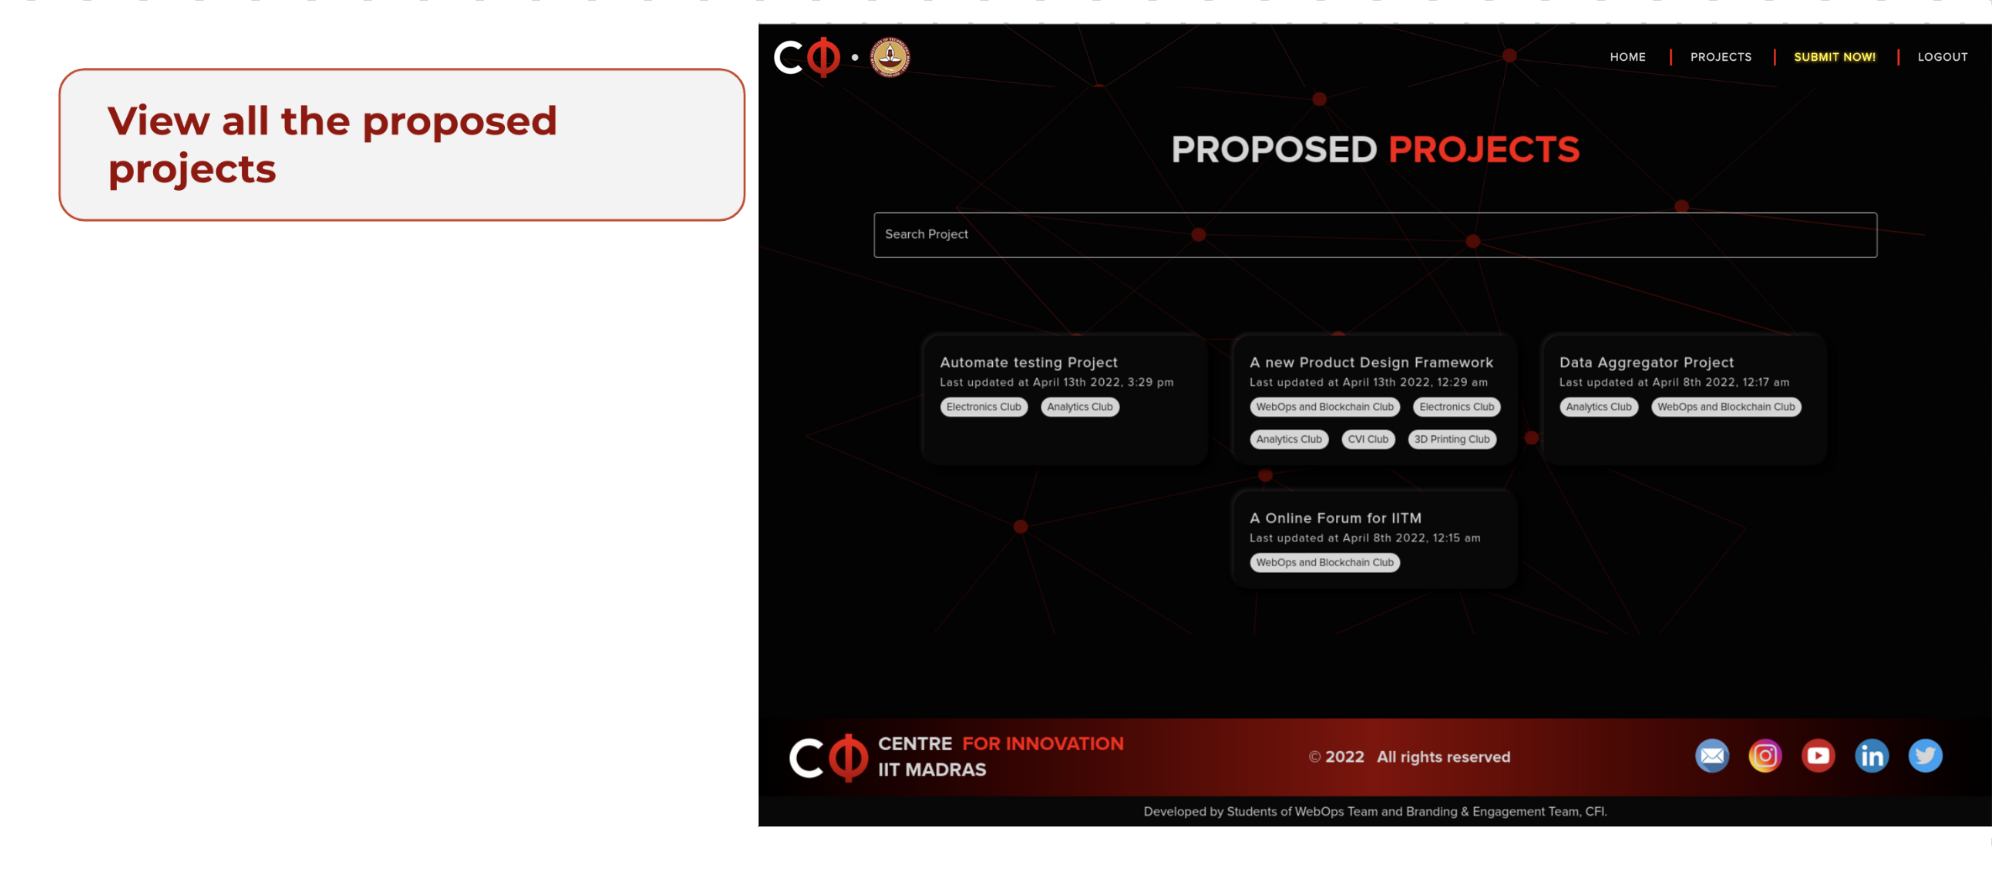 View all the proposed
projects
CΦ
HOME | PROJECTS | SUBMIT NOW! | LOGOUT
PROPOSED PROJECTS
Search Project
Automate testing Project
Last updated at April 13th 2022, 3:29 pm
Electronics Club Analytics Club
A new Product Design Framework
Last updated at April 13th 2022, 12:29 am
WebOps and Blockchain Club Electronics Club
Analytics Club CVI Club 3D Printing Club
Data Aggregator Project
Last updated at April 8th 2022, 12:17 am
Analytics Club WebOps and Blockchain Club
A Online Forum for IITM
Last updated at April 8th 2022, 12:15 am
WebOps and Blockchain Club
CΦ
CENTRE FOR INNOVATION
IIT MADRAS
© 2022 All rights reserved
in
Developed by Students of WebOps Team and Branding & Engagement Team, CFI.